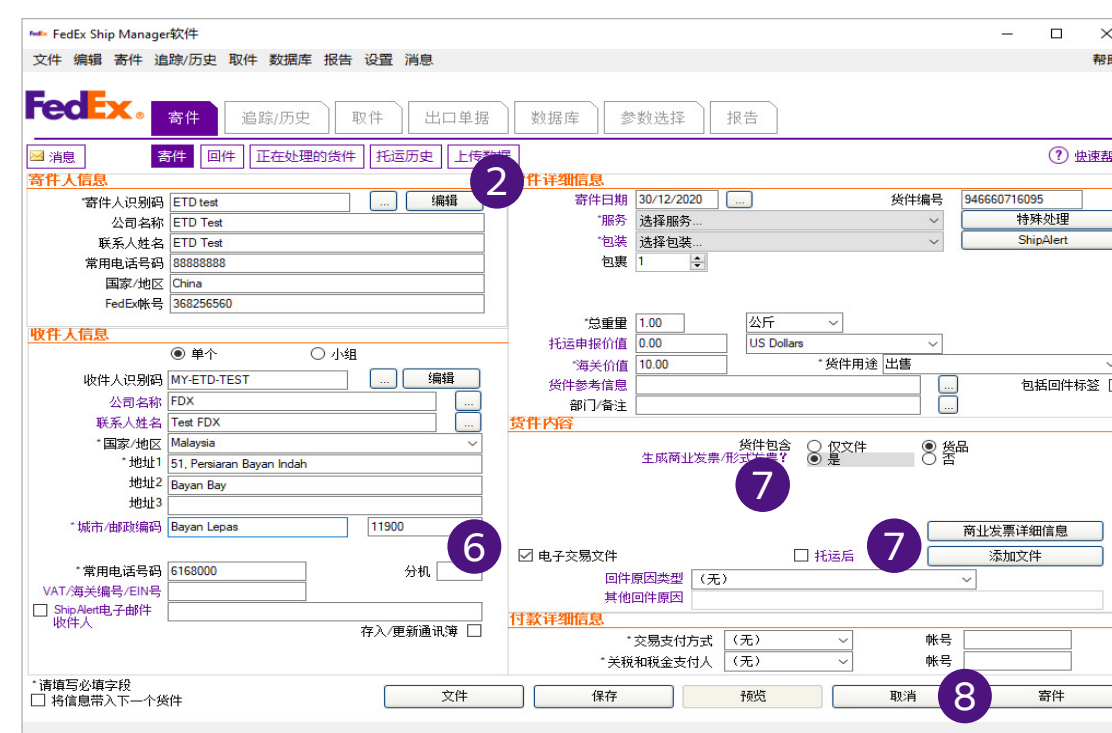 FedEx Ship Manager软件
文件 编辑 寄件 追踪/历史 取件 数据库 报告 设置 消息
FedEx® 寄件 追踪/历史 取件 出口单据 数据库 参数选择 报告
消息 寄件 回件 正在处理的货件 托运历史 上传数据
? 快速帮
2
寄件人信息
*寄件人识别码 ETD test ... 编辑
公司名称 ETD Test
联系人姓名 ETD Test
常用电话号码 88888888
国家/地区 China
FedEx帐号 368256560
收件人信息
单个 小组
收件人识别码 MY-ETD-TEST ... 编辑
公司名称 FDX ...
联系人姓名 Test FDX ...
*国家/地区 Malaysia
*地址1 51, Persiaran Bayan Indah
地址2 Bayan Bay
地址3
*城市/邮政编码 Bayan Lepas 11900
6
*常用电话号码 6168000 分机
VAT/海关编号/EIN号
ShipAlert电子邮件
收件人
存入/更新通讯簿
件详细信息
寄件日期 30/12/2020 ... 货件编号 946660716095
*服务 选择服务... 特殊处理
*包装 选择包装... ShipAlert
包裹 1
*总重量 1.00 公斤
托运申报价值 0.00 US Dollars
*海关价值 10.00 *货件用途 出售
货件参考信息 ... 包括回件标签
部门/备注 ...
货件内容
货件包含 仅文件 货品
生成商业发票/形式发票? 是 否
7
商业发票详细信息
电子交易文件 托运后 7 添加文件
回件原因类型 (无)
其他回件原因
付款详细信息
*交易支付方式 (无) 帐号
*关税和税金支付人 (无) 帐号
*请填写必填字段
将信息带入下一个货件
文件 保存 预览 取消 8 寄件